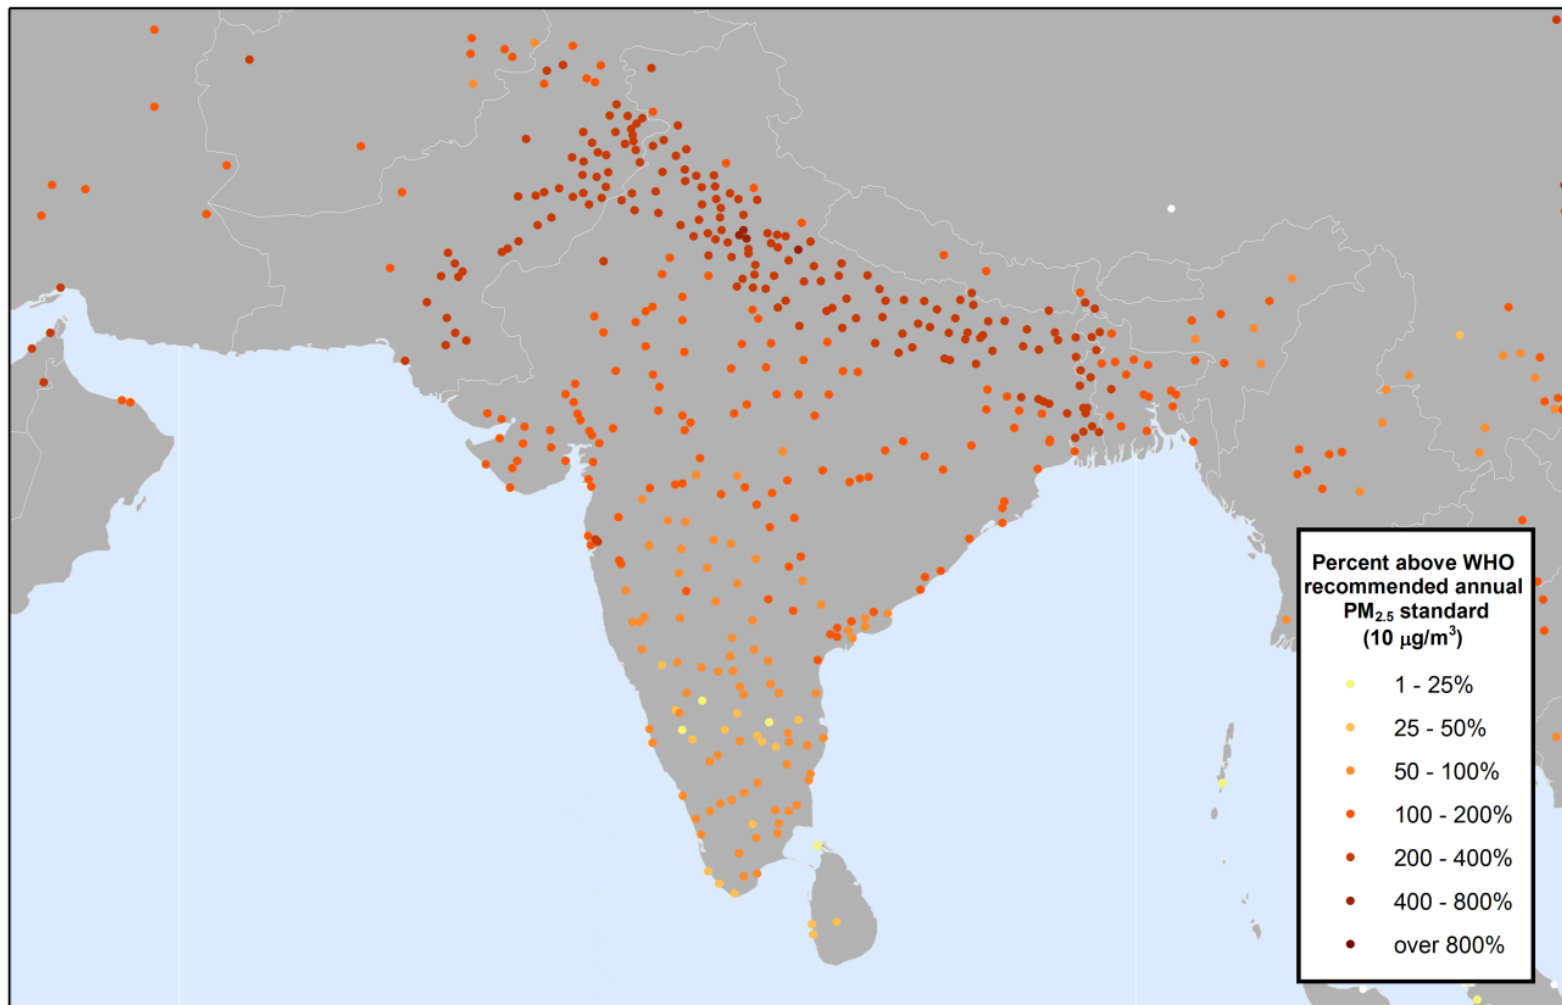 Percent above WHO
recommended annual
PM₂.₅ standard
(10 μg/m³)
1 - 25%
25 - 50%
50 - 100%
100 - 200%
200 - 400%
400 - 800%
over 800%